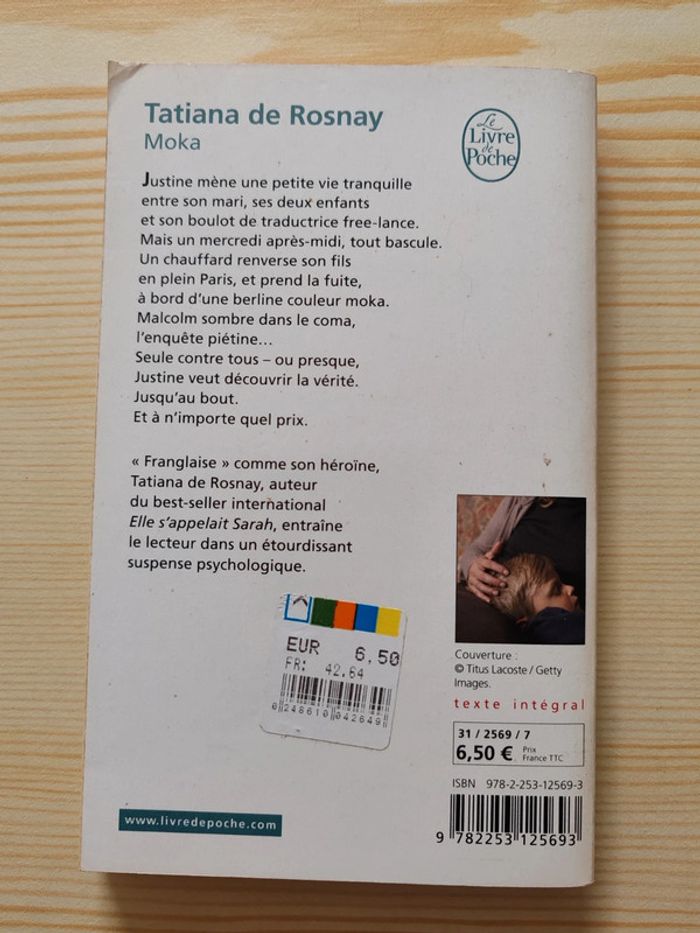 Tatiana de Rosnay
Moka
Le
Livre
de
Poche
Justine mène une petite vie tranquille
entre son mari, ses deux enfants
et son boulot de traductrice free-lance.
Mais un mercredi après-midi, tout bascule.
Un chauffard renverse son fils
en plein Paris, et prend la fuite,
à bord d'une berline couleur moka.
Malcolm sombre dans le coma,
l'enquête piétine…
Seule contre tous – ou presque,
Justine veut découvrir la vérité.
Jusqu'au bout.
Et à n'importe quel prix.
« Franglaise » comme son héroïne,
Tatiana de Rosnay, auteur
du best-seller international
Elle s'appelait Sarah, entraîne
le lecteur dans un étourdissant
suspense psychologique.
EUR 6,50
FR: 42.64
0 248610 042649
Couverture :
© Titus Lacoste / Getty
Images.
texte intégral
31 / 2569 / 7
6,50 € Prix
France TTC
ISBN 978-2-253-12569-3
9 782253 125693
www.livredepoche.com